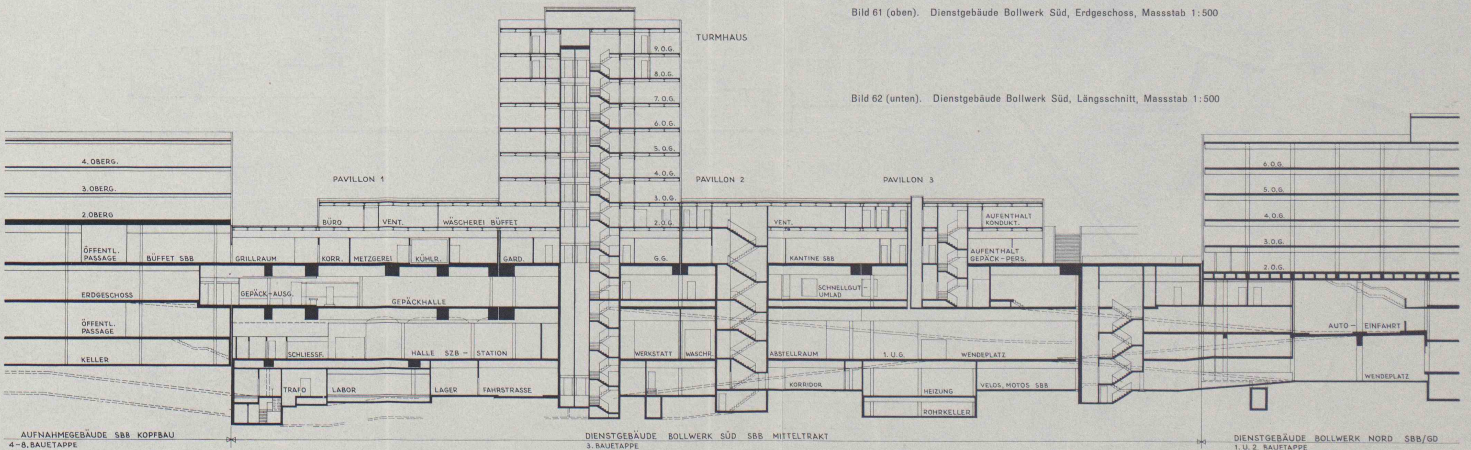 Bild 61 (oben). Dienstgebäude Bollwerk Süd, Erdgeschoss, Massstab 1:500
TURMHAUS
9.O.G.
8.O.G.
Bild 62 (unten). Dienstgebäude Bollwerk Süd, Längsschnitt, Massstab 1:500
7.O.G.
6.O.G.
5.O.G.
4.OBERG.
6.O.G.
PAVILLON 1
4.O.G.
PAVILLON 2
PAVILLON 3
3.OBERG.
5.O.G.
3.O.G.
2.OBERG
BÜRO
VENT.
WÄSCHEREI BÜFFET
2.O.G.
VENT.
AUFENTHALT
KONDUKT.
4.O.G.
ÖFFENTL.
PASSAGE
BÜFFET SBB
GRILLRAUM
KORR.
METZGEREI
KÜHLR.
GARD.
G.G.
KANTINE SBB
AUFENTHALT
GEPÄCK-PERS.
3.O.G.
2.O.G.
ERDGESCHOSS
GEPÄCK-AUSG.
GEPÄCKHALLE
SCHNELLGUT-
UMLAD
ÖFFENTL.
PASSAGE
AUTO-EINFAHRT
KELLER
SCHLIESSF.
HALLE SZB-STATION
WERKSTATT
WASCHR.
ABSTELLRAUM
1.U.G.
WENDEPLATZ
WENDEPLATZ
TRAFO
LABOR
LAGER
FAHRSTRASSE
KORRIDOR
HEIZUNG
VELOS, MOTOS SBB
ROHRKELLER
AUFNAHMEGEBÄUDE SBB KOPFBAU
4-8. BAUETAPPE
DIENSTGEBÄUDE BOLLWERK SÜD SBB MITTELTRAKT
3. BAUETAPPE
DIENSTGEBÄUDE BOLLWERK NORD SBB/GD
1. U. 2. BAUETAPPE